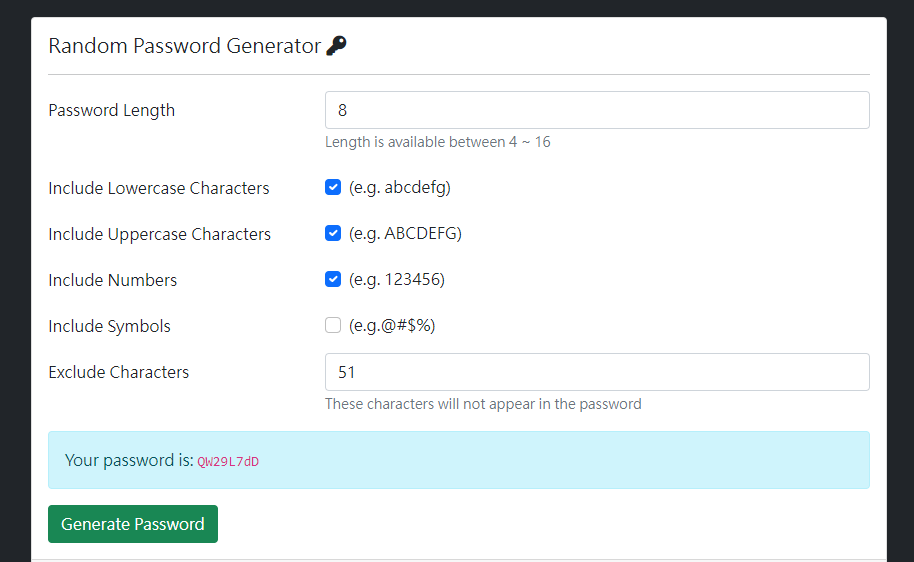 Random Password Generator
Password Length
8
Length is available between 4 ~ 16
Include Lowercase Characters
(e.g. abcdefg)
Include Uppercase Characters
(e.g. ABCDEFG)
Include Numbers
(e.g. 123456)
Include Symbols
(e.g.@#$%)
Exclude Characters
51
These characters will not appear in the password
Your password is: QW29L7dD
Generate Password